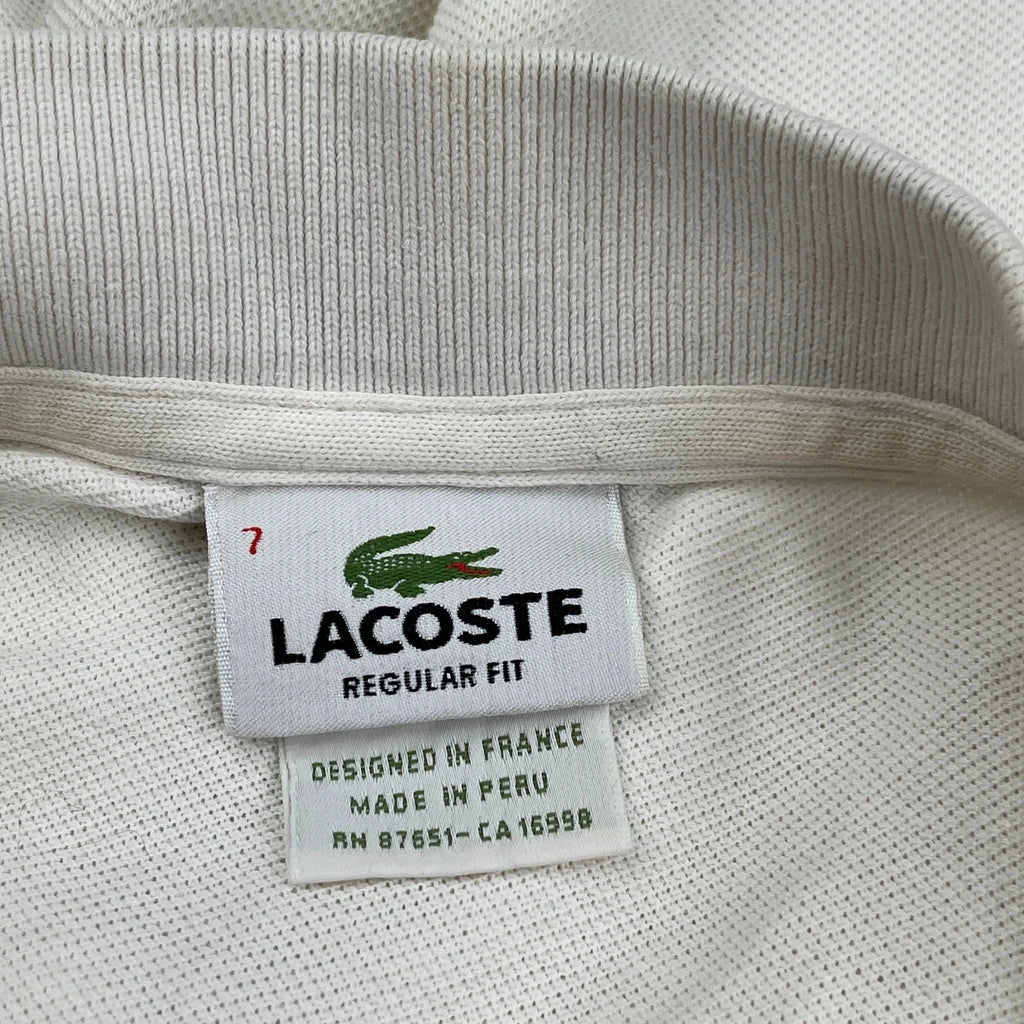 7
LACOSTE
REGULAR FIT
DESIGNED IN FRANCE
MADE IN PERU
RN 87651-CA 16998